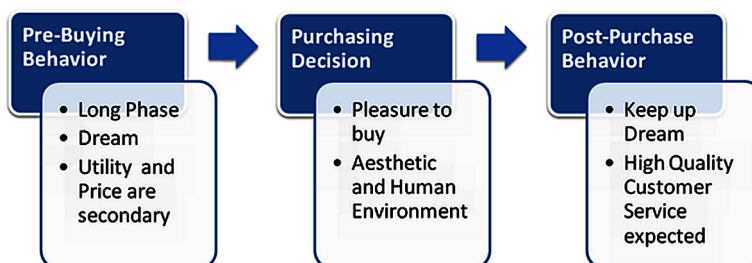 Pre-Buying
Behavior
• Long Phase
• Dream
• Utility and
Price are
secondary
Purchasing
Decision
• Pleasure to
buy
• Aesthetic
and Human
Environment
Post-Purchase
Behavior
• Keep up
Dream
• High Quality
Customer
Service
expected